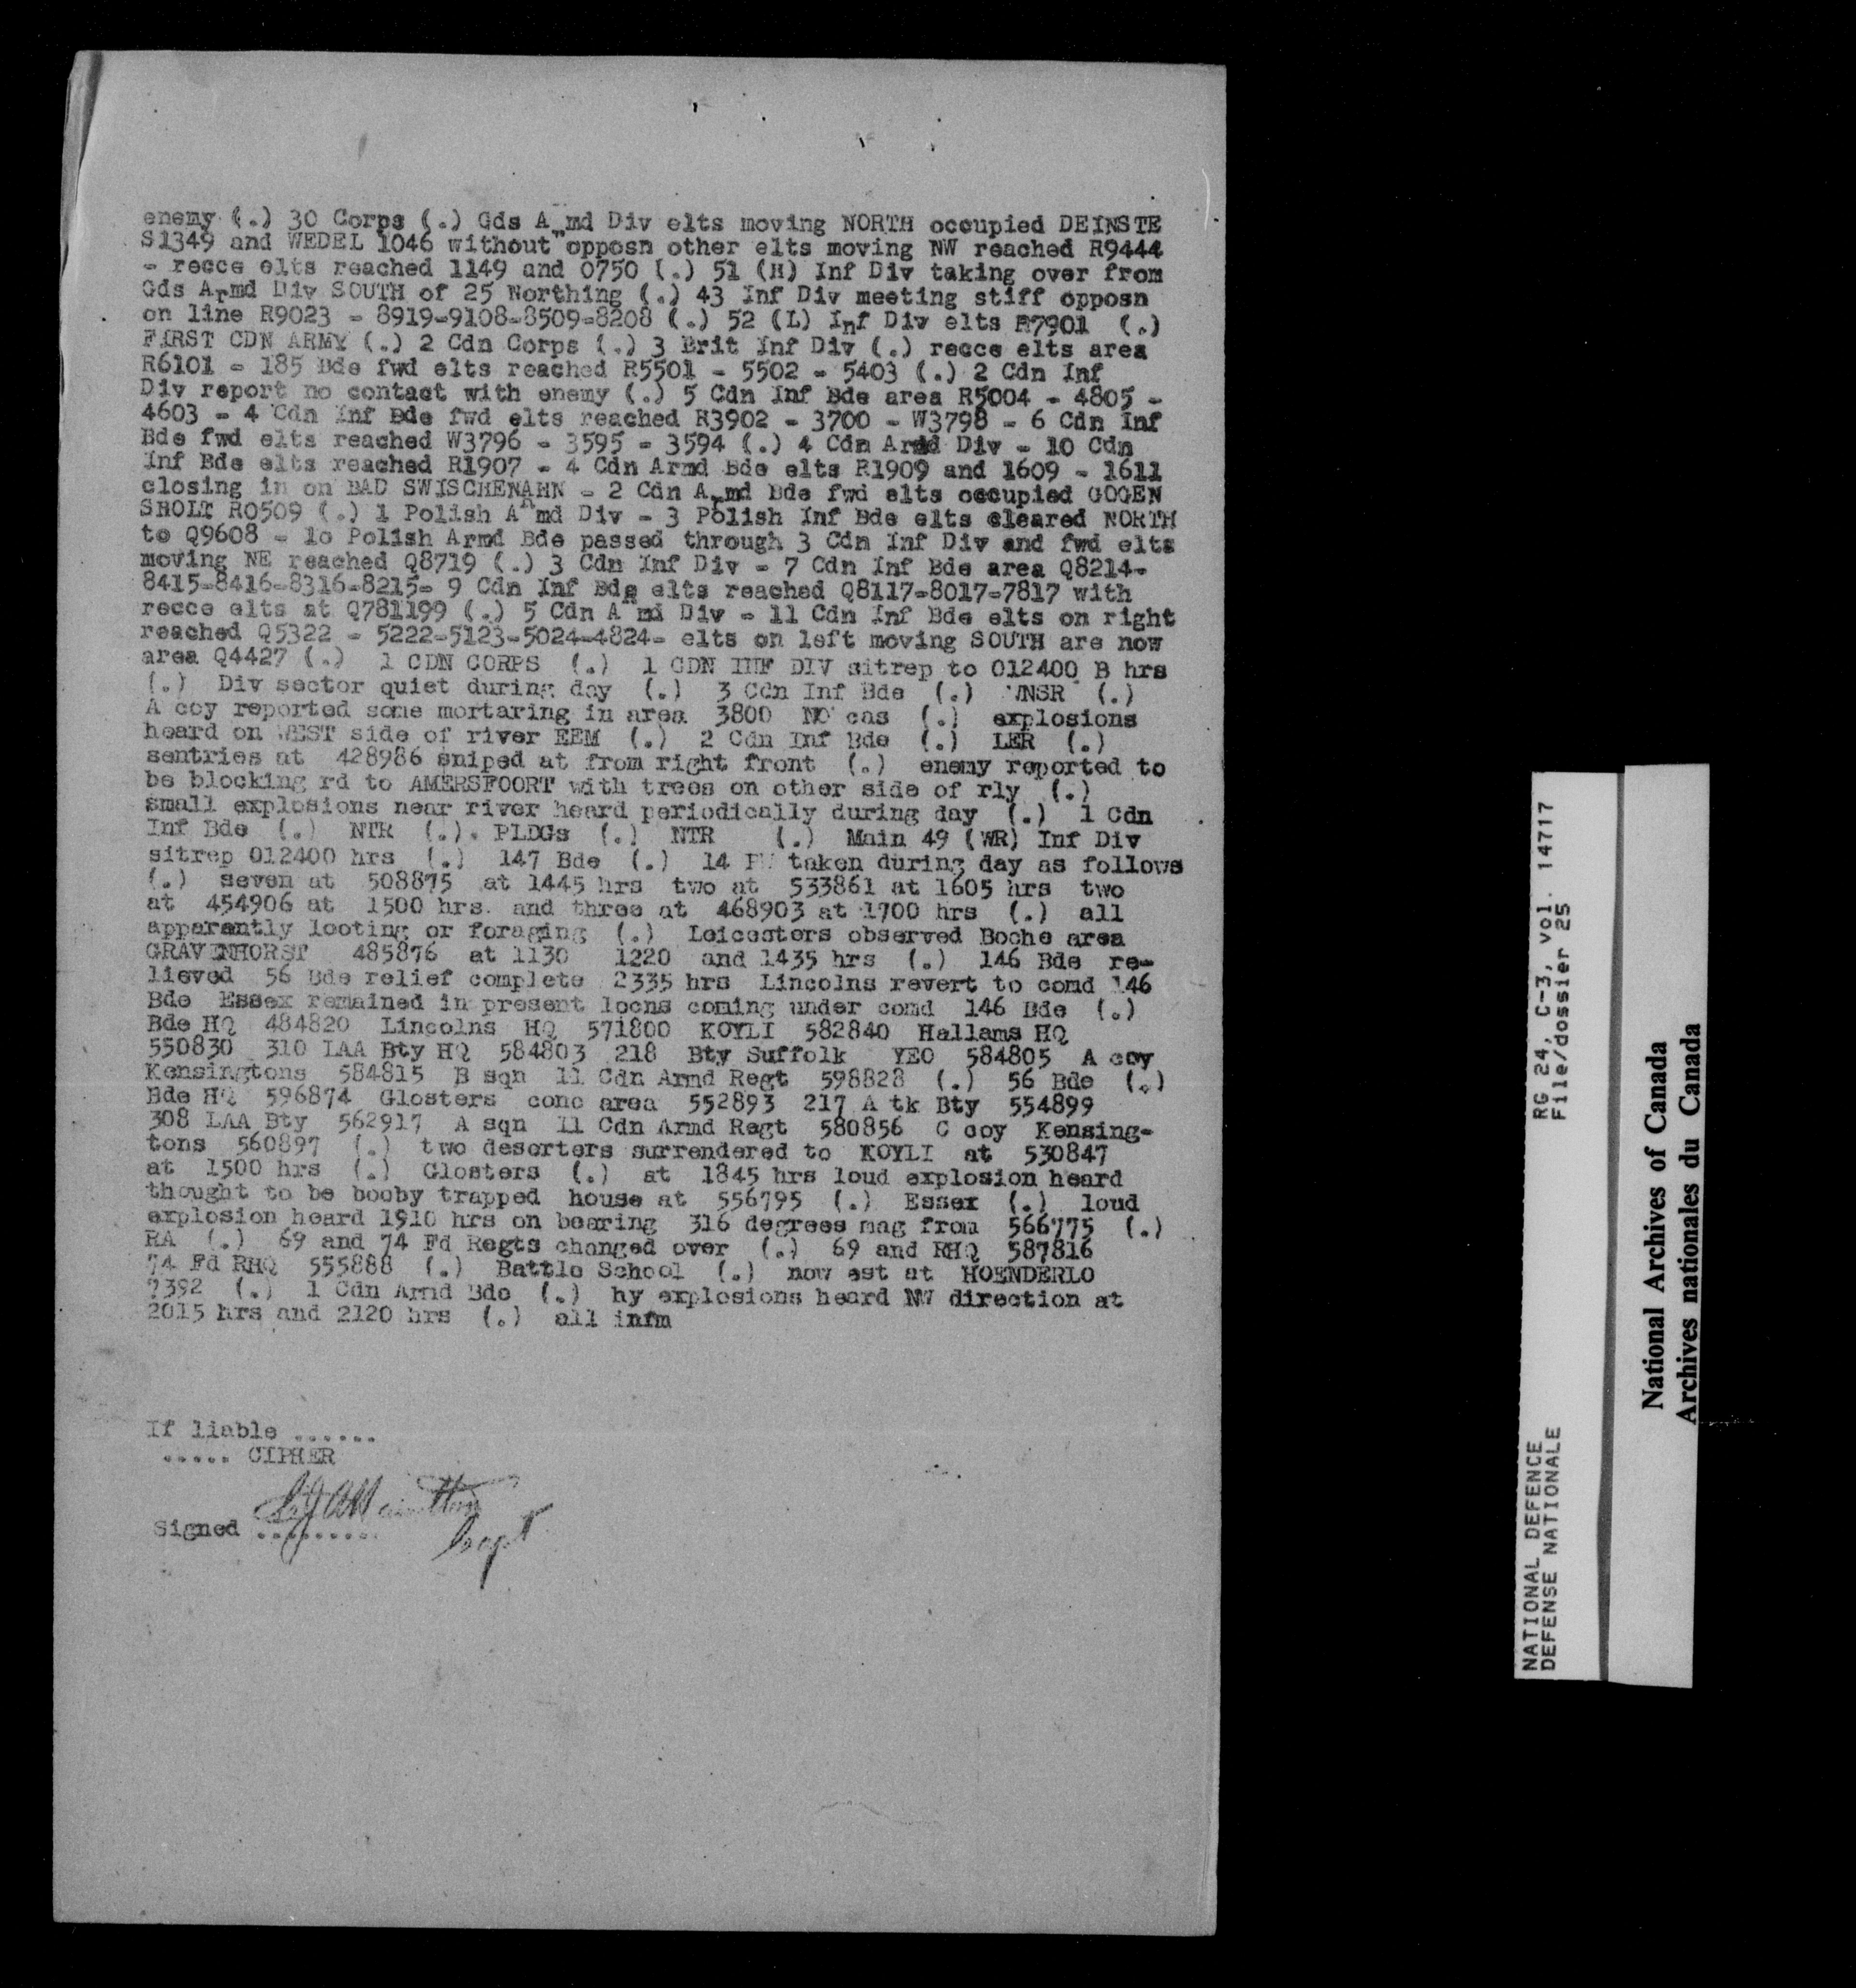 enemy (.) 30 Corps (.) Gds Armd Div elts moving NORTH occupied DEINSTE
S1349 and WEDEL 1046 without opposn other elts moving NW reached R9444
- recce elts reached 1149 and 0750 (.) 51 (H) Inf Div taking over from
Gds Armd Div SOUTH of 25 Northing (.) 43 Inf Div meeting stiff opposn
on line R9023 - 8919-9108-8509-8208 (.) 52 (L) Inf Div elts R7901 (.)
FIRST CDN ARMY (.) 2 Cdn Corps (.) 3 Brit Inf Div (.) recce elts area
R6101 - 185 Bde fwd elts reached R5501 - 5502 - 5403 (.) 2 Cdn Inf
Div report no contact with enemy (.) 5 Cdn Inf Bde area R5004 - 4805 -
4603 - 4 Cdn Inf Bde fwd elts reached R3902 - 3700 - W3798 - 6 Cdn Inf
Bde fwd elts reached W3796 - 3595 - 3594 (.) 4 Cdn Armd Div - 10 Cdn
Inf Bde elts reached R1907 - 4 Cdn Armd Bde elts R1909 and 1609 - 1611
closing in on BAD SWISCHENAHN - 2 Cdn Armd Bde fwd elts occupied GOGEN
SHOLT R0509 (.) 1 Polish Armd Div - 3 Polish Inf Bde elts cleared NORTH
to Q9608 - 10 Polish Armd Bde passed through 3 Cdn Inf Div and fwd elts
moving NE reached Q8719 (.) 3 Cdn Inf Div - 7 Cdn Inf Bde area Q8214-
8415-8416-8316-8215- 9 Cdn Inf Bde elts reached Q8117-8017-7817 with
recce elts at Q781199 (.) 5 Cdn Armd Div - 11 Cdn Inf Bde elts on right
reached Q5322 - 5222-5123-5024-4824- elts on left moving SOUTH are now
area Q4427 (.) 1 CDN CORPS (.) 1 CDN INF DIV sitrep to 012400 B hrs
(.) Div sector quiet during day (.) 3 Cdn Inf Bde (.) WNSR (.)
A coy reported some mortaring in area 3800 NO cas (.) explosions
heard on WEST side of river EEM (.) 2 Cdn Inf Bde (.) LER (.)
sentries at 428986 sniped at from right front (.) enemy reported to
be blocking rd to AMERSFOORT with trees on other side of rly (.)
small explosions near river heard periodically during day (.) 1 Cdn
Inf Bde (.) NTR (.). PLDGs (.) NTR (.) Main 49 (WR) Inf Div
sitrep 012400 hrs (.) 147 Bde (.) 14 PW taken during day as follows
(.) seven at 508875 at 1445 hrs two at 533861 at 1605 hrs two
at 454906 at 1500 hrs. and three at 468903 at 1700 hrs (.) all
apparantly looting or foraging (.) Leicesters observed Boche area
GRAVENHORST 485876 at 1130 1220 and 1435 hrs (.) 146 Bde re-
lieved 56 Bde relief complete 2335 hrs Lincolns revert to comd 146
Bde Essex remained in present locns coming under comd 146 Bde (.)
Bde HQ 484820 Lincolns HQ 571800 KOYLI 582840 Hallams HQ
550830 310 LAA Bty HQ 584803 218 Bty Suffolk YEO 584805 A coy
Kensingtons 584815 B sqn 11 Cdn Armd Regt 598828 (.) 56 Bde (.)
Bde HQ 596874 Glosters conc area 552893 217 A tk Bty 554899
308 LAA Bty 562917 A sqn 11 Cdn Armd Regt 580856 C coy Kensing-
tons 560897 (.) two deserters surrendered to KOYLI at 530847
at 1500 hrs (.) Glosters (.) at 1845 hrs loud explosion heard
thought to be booby trapped house at 556795 (.) Essex (.) loud
explosion heard 1910 hrs on bearing 316 degrees mag from 566775 (.)
RA (.) 69 and 74 Fd Regts changed over (.) 69 and RHQ 587816
74 Fd RHQ 555888 (.) Battle School (.) now est at HOENDERLO
7392 (.) 1 Cdn Armd Bde (.) hy explosions heard NW direction at
2015 hrs and 2120 hrs (.) all infm
If liable ......
..... CIPHER
Signed .........
Capt
NATIONAL DEFENCE RG 24, C-3, vol. 14717
DEFENSE NATIONALE File/dossier 25
National Archives of Canada
Archives nationales du Canada